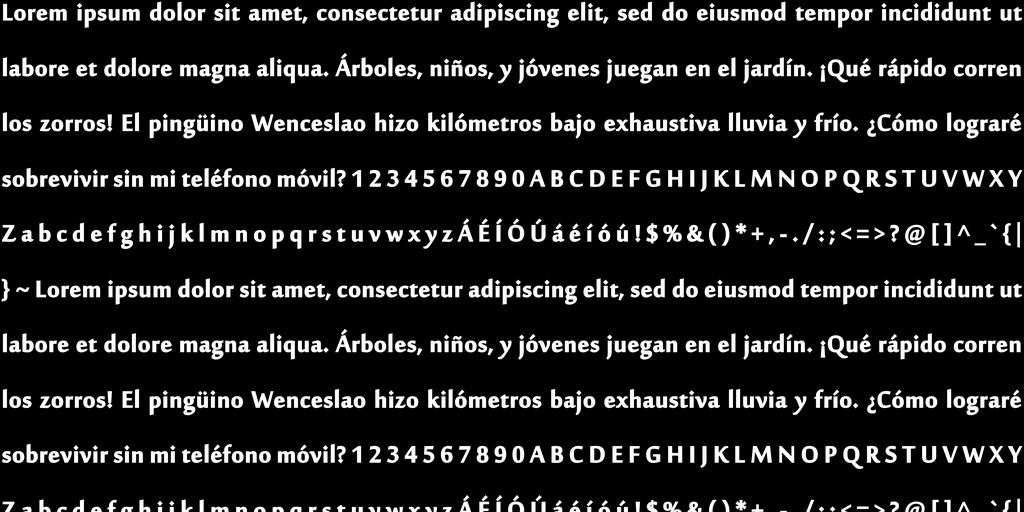 Lorem ipsum dolor sit amet, consectetur adipiscing elit, sed do eiusmod tempor incididunt ut
labore et dolore magna aliqua. Árboles, niños, y jóvenes juegan en el jardín. ¡Qué rápido corren
los zorros! El pingüino Wenceslao hizo kilómetros bajo exhaustiva lluvia y frío. ¿Cómo lograré
sobrevivir sin mi teléfono móvil? 1 2 3 4 5 6 7 8 9 0 A B C D E F G H I J K L M N O P Q R S T U V W X Y
Z a b c d e f g h i j k l m n o p q r s t u v w x y z Á É Í Ó Ú á é í ó ú ! $ % & ( ) * + , - . / : ; < = > ? @ [ ] ^ _ ` { |
} ~ Lorem ipsum dolor sit amet, consectetur adipiscing elit, sed do eiusmod tempor incididunt ut
labore et dolore magna aliqua. Árboles, niños, y jóvenes juegan en el jardín. ¡Qué rápido corren
los zorros! El pingüino Wenceslao hizo kilómetros bajo exhaustiva lluvia y frío. ¿Cómo lograré
sobrevivir sin mi teléfono móvil? 1 2 3 4 5 6 7 8 9 0 A B C D E F G H I J K L M N O P Q R S T U V W X Y
Z a b c d e f g h i j k l m n o p q r s t u v w x y z Á É Í Ó Ú á é í ó ú ! $ % & ( ) * + , - . / : ; < = > ? @ [ ] ^ _ ` { |